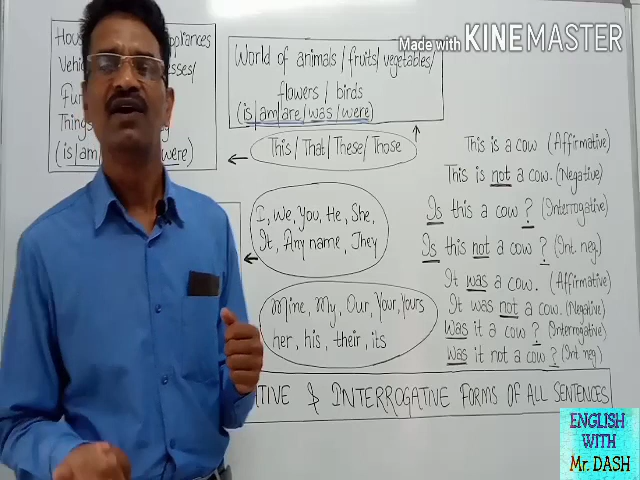 Hous ppliances
Vehic esses/
Fur
Thing
(is/am were)
World of animals/fruits/vegetables/
flowers / birds
(is/am/are/was/were)
This/That/These/Those
I, We, You, He, She,
It, Any name, They
Mine, My, Our, Your, Yours
her, his, their, its
This is a cow (Affirmative)
This is not a cow. (Negative)
Is this a cow ? (Interrogative)
Is this not a cow ? (Int. neg)
It was a cow. (Affirmative)
It was not a cow. (Negative)
Was it a cow ? (Interrogative)
Was it not a cow ? (Int neg)
TIVE & INTERROGATIVE FORMS OF ALL SENTENCES
Made with KINEMASTER
ENGLISH
WITH
Mr. DASH